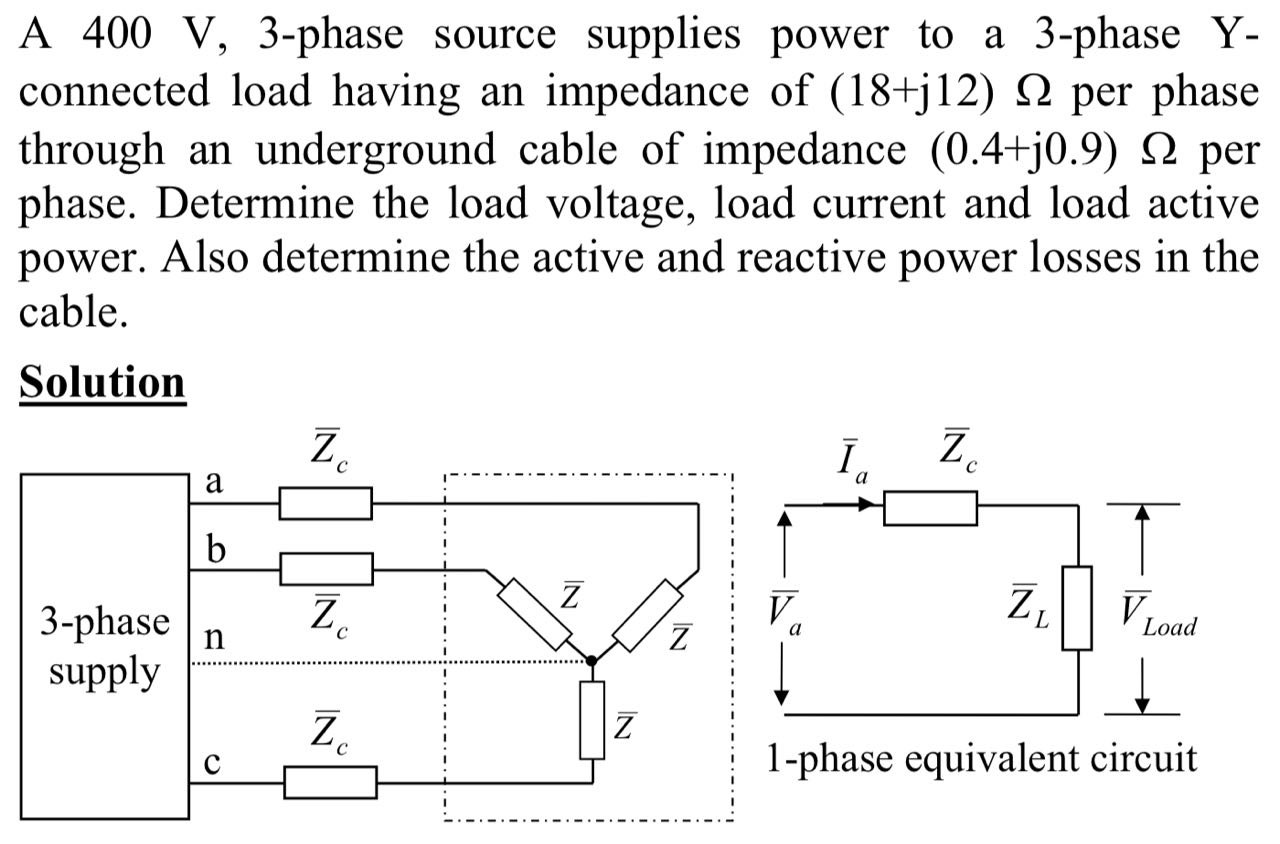 A 400 V, 3-phase source supplies power to a 3-phase Y-
connected load having an impedance of (18+j12) Ω per phase
through an underground cable of impedance (0.4+j0.9) Ω per
phase. Determine the load voltage, load current and load active
power. Also determine the active and reactive power losses in the
cable.
Solution
Z̅c
a
b
Z̅c
3-phase
supply
n
Z̅
Z̅
Z̅c
Z̅
c
I̅a
Z̅c
V̅a
Z̅L
V̅Load
1-phase equivalent circuit